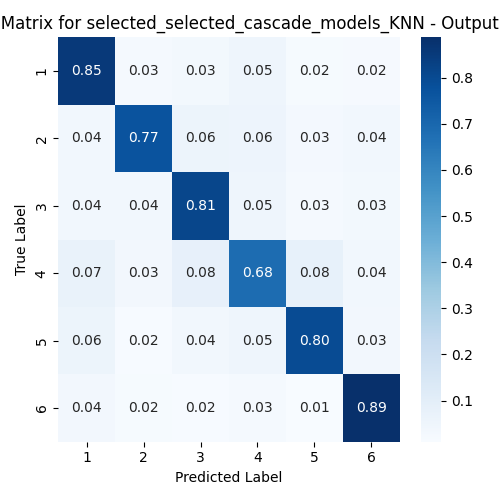 Matrix for selected_selected_cascade_models_KNN - Output
1 0.85 0.03 0.03 0.05 0.02 0.02
2 0.04 0.77 0.06 0.06 0.03 0.04
3 0.04 0.04 0.81 0.05 0.03 0.03
4 0.07 0.03 0.08 0.68 0.08 0.04
5 0.06 0.02 0.04 0.05 0.80 0.03
6 0.04 0.02 0.02 0.03 0.01 0.89
1 2 3 4 5 6
Predicted Label
True Label
0.8
0.7
0.6
0.5
0.4
0.3
0.2
0.1